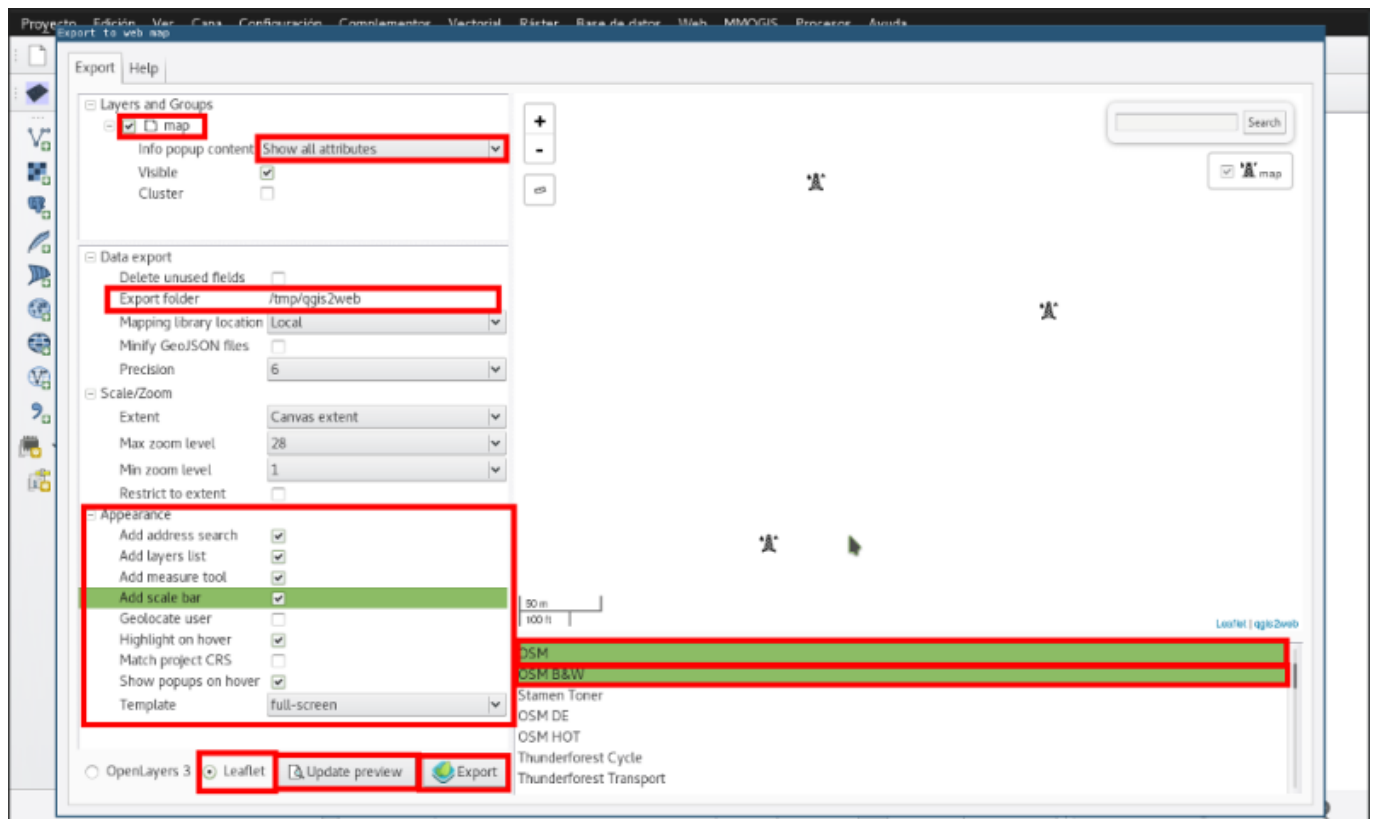 Proyecto Edición Ver Capa Configuración Complementos Vectorial Ráster Base de datos Web MMQGIS Procesos Ayuda
Export to web map
Export Help
Layers and Groups
map
Info popup content Show all attributes
Visible
Cluster
Data export
Delete unused fields
Export folder /tmp/qgis2web
Mapping library location Local
Minify GeoJSON files
Precision 6
Scale/Zoom
Extent Canvas extent
Max zoom level 28
Min zoom level 1
Restrict to extent
Appearance
Add address search
Add layers list
Add measure tool
Add scale bar
Geolocate user
Highlight on hover
Match project CRS
Show popups on hover
Template full-screen
OpenLayers 3 Leaflet Update preview Export
+
-
Search
map
50 m
100 ft
Leaflet | qgis2web
OSM
OSM B&W
Stamen Toner
OSM DE
OSM HOT
Thunderforest Cycle
Thunderforest Transport